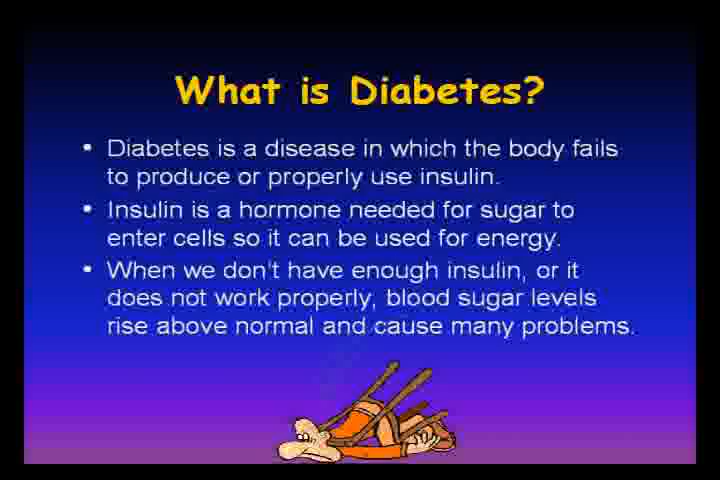 What is Diabetes?
• Diabetes is a disease in which the body fails
to produce or properly use insulin.
• Insulin is a hormone needed for sugar to
enter cells so it can be used for energy.
• When we don't have enough insulin, or it
does not work properly, blood sugar levels
rise above normal and cause many problems.